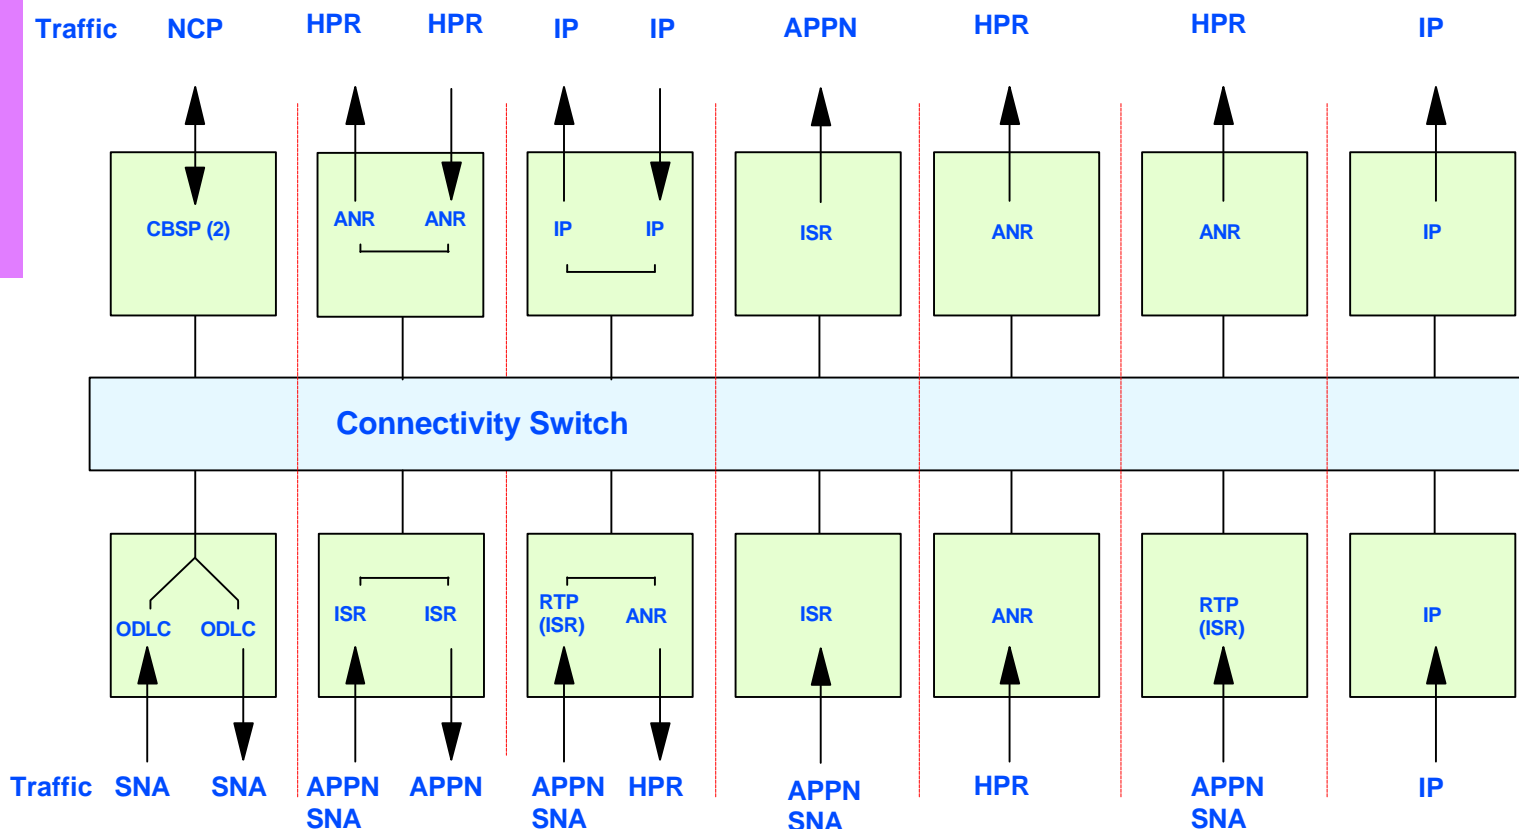 Traffic NCP HPR HPR IP IP APPN HPR HPR IP
CBSP (2) ANR ANR IP IP ISR ANR ANR IP
Connectivity Switch
ODLC ODLC ISR ISR RTP (ISR) ANR ISR ANR RTP (ISR) IP
Traffic SNA SNA APPN SNA APPN APPN SNA HPR APPN SNA HPR APPN SNA IP